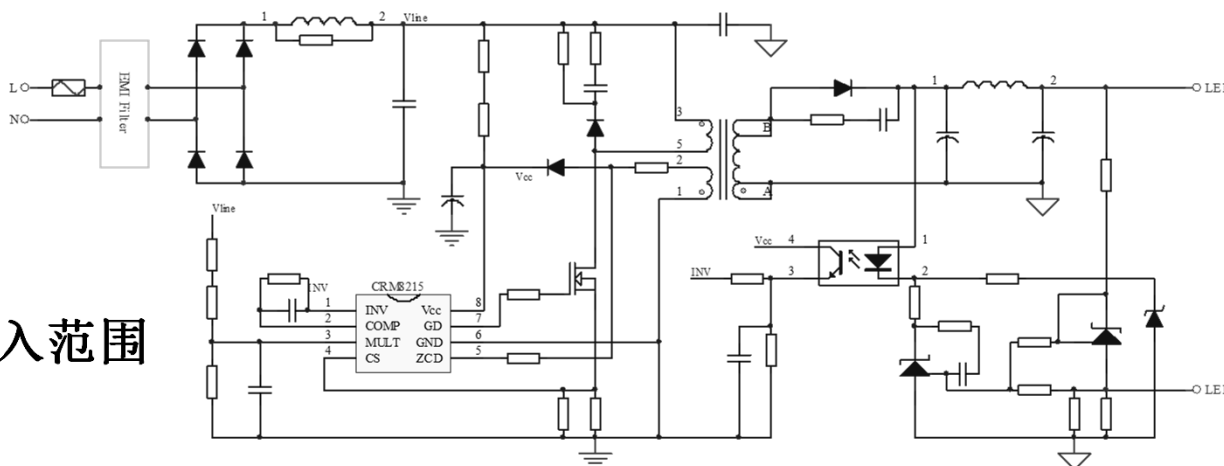 1
2
Vline
L
EMI Filter
N
3
B
1
2
LE
5
2
Vcc
1
A
Vline
Vcc
4
1
INV
3
2
INV
CRM8215
1
INV
Vcc
8
2
COMP
GD
7
3
MULT
GND
6
4
CS
ZCD
5
入范围
LE